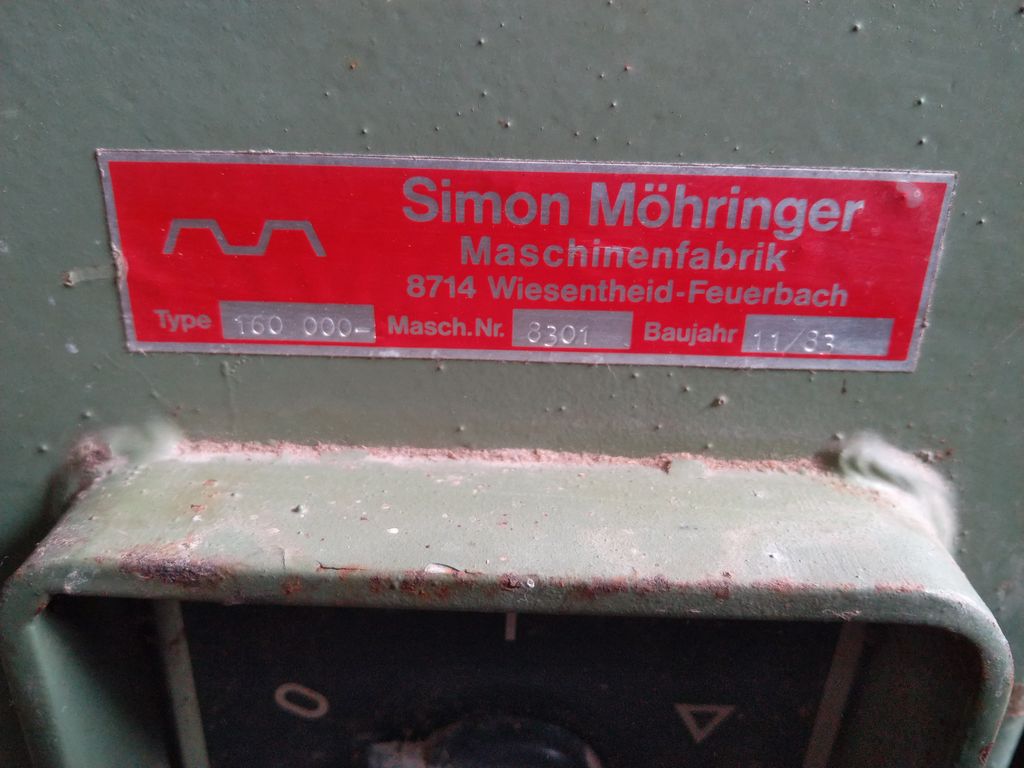 Simon Möhringer
Maschinenfabrik
8714 Wiesentheid-Feuerbach
Type 160 000- Masch.Nr. 8301 Baujahr 11/83
0